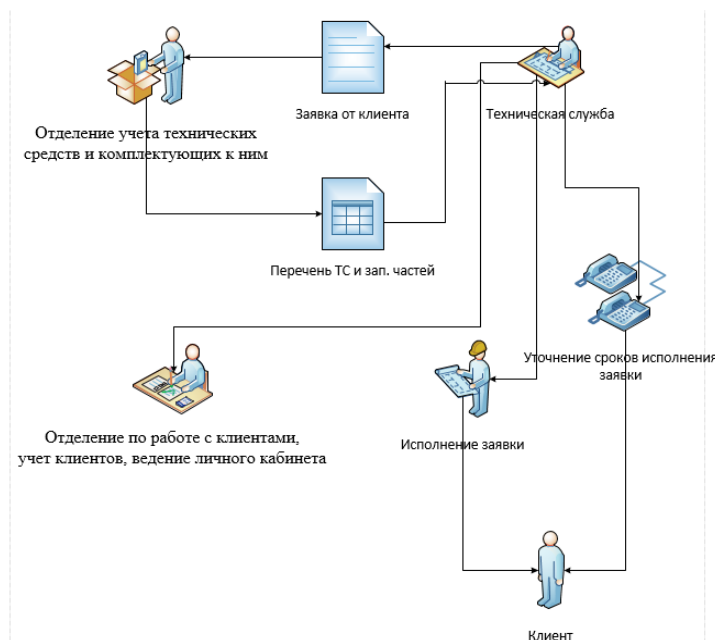 Заявка от клиента
Техническая служба
Отделение учета технических
средств и комплектующих к ним
Перечень ТС и зап. частей
Уточнение сроков исполнения
заявки
Отделение по работе с клиентами,
учет клиентов, ведение личного кабинета
Исполнение заявки
Клиент